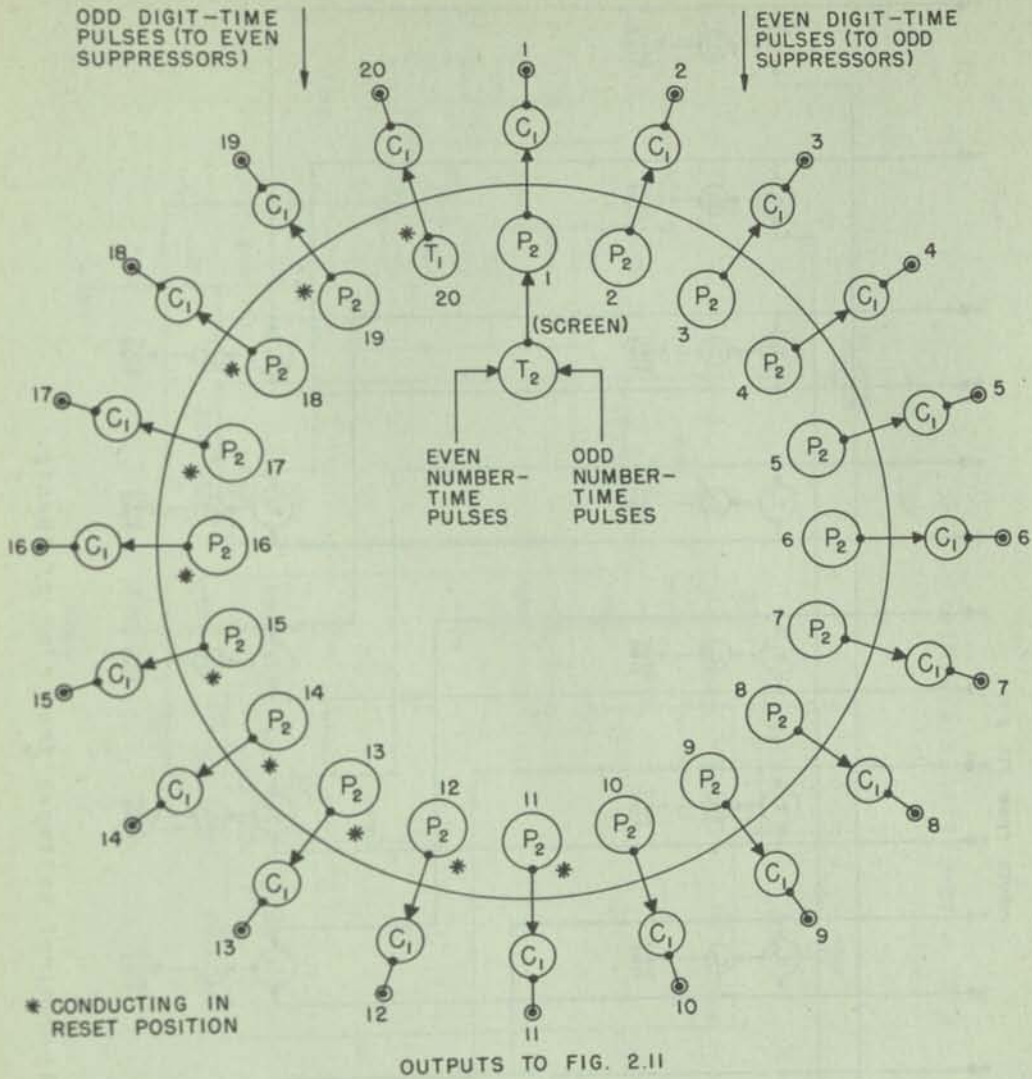 ODD DIGIT-TIME
PULSES (TO EVEN
SUPPRESSORS)
EVEN DIGIT-TIME
PULSES (TO ODD
SUPPRESSORS)
1
C₁
P₂
1
2
C₁
P₂
2
3
C₁
P₂
3
4
C₁
P₂
4
5
C₁
P₂
5
6
C₁
P₂
6
7
C₁
P₂
7
8
C₁
P₂
8
9
C₁
P₂
9
10
C₁
P₂
10
11
C₁
P₂
11
*
12
C₁
P₂
12
*
13
C₁
P₂
13
*
14
C₁
P₂
14
*
15
C₁
P₂
15
*
16
C₁
P₂
16
*
17
C₁
P₂
17
*
18
C₁
P₂
18
*
19
C₁
P₂
19
*
20
C₁
T₁
20
*
(SCREEN)
T₂
EVEN
NUMBER-
TIME
PULSES
ODD
NUMBER-
TIME
PULSES
* CONDUCTING IN
RESET POSITION
OUTPUTS TO FIG. 2.11